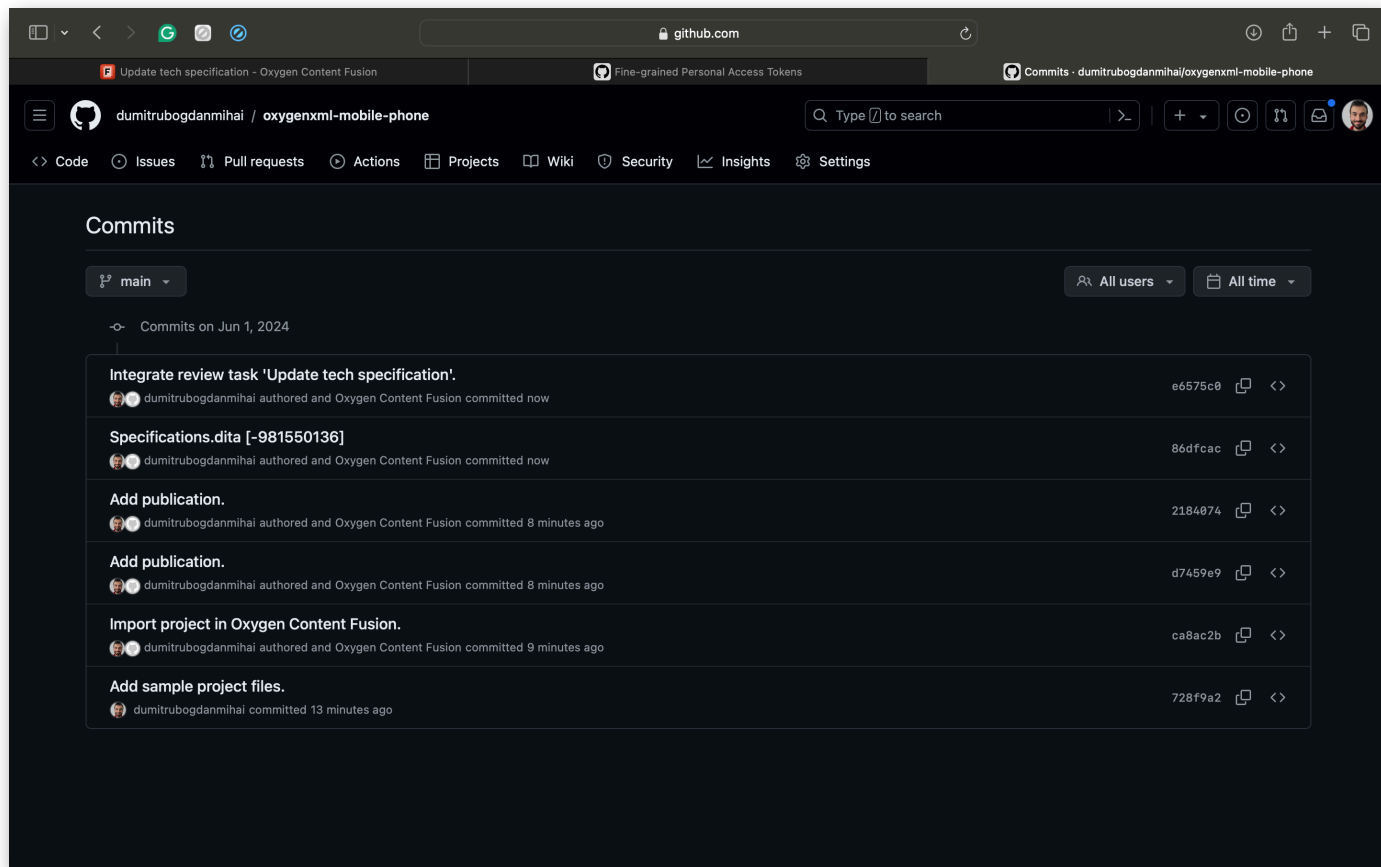 github.com
Update tech specification - Oxygen Content Fusion
Fine-grained Personal Access Tokens
Commits · dumitrubogdanmihai/oxygenxml-mobile-phone
dumitrubogdanmihai / oxygenxml-mobile-phone
Type / to search
Code Issues Pull requests Actions Projects Wiki Security Insights Settings
Commits
main
All users
All time
Commits on Jun 1, 2024
Integrate review task 'Update tech specification'.
dumitrubogdanmihai authored and Oxygen Content Fusion committed now
e6575c0
Specifications.dita [-981550136]
dumitrubogdanmihai authored and Oxygen Content Fusion committed now
86dfcac
Add publication.
dumitrubogdanmihai authored and Oxygen Content Fusion committed 8 minutes ago
2184074
Add publication.
dumitrubogdanmihai authored and Oxygen Content Fusion committed 8 minutes ago
d7459e9
Import project in Oxygen Content Fusion.
dumitrubogdanmihai authored and Oxygen Content Fusion committed 9 minutes ago
ca8ac2b
Add sample project files.
dumitrubogdanmihai committed 13 minutes ago
728f9a2